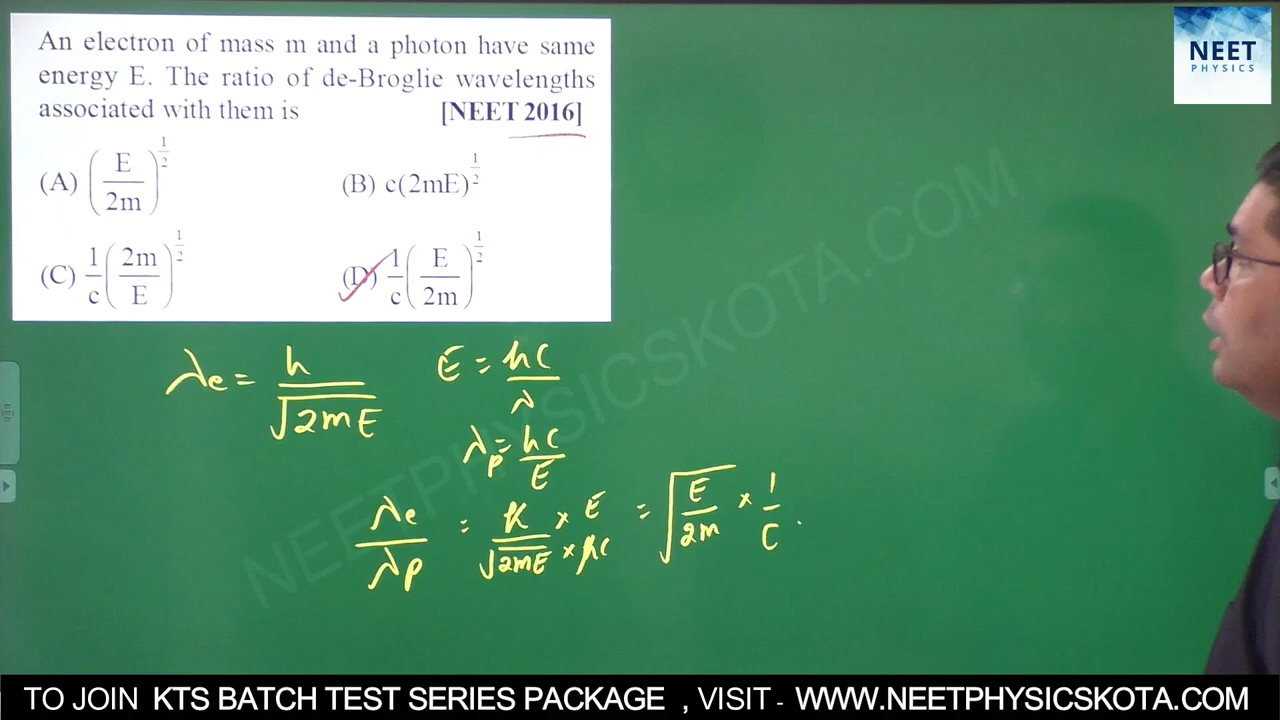 An electron of mass m and a photon have same
energy E. The ratio of de-Broglie wavelengths
associated with them is [NEET 2016]
(A) (E/2m)^1/2 (B) c(2mE)^1/2
(C) 1/c (2m/E)^1/2 (D) 1/c (E/2m)^1/2
λe = h/√2mE E = hc/λ
λp = hc/E
λe/λp = h/√2mE × E/hc = √E/2m × 1/c
NEET
PHYSICS
NEETPHYSICSKOTA.COM
TO JOIN KTS BATCH TEST SERIES PACKAGE , VISIT - WWW.NEETPHYSICSKOTA.COM